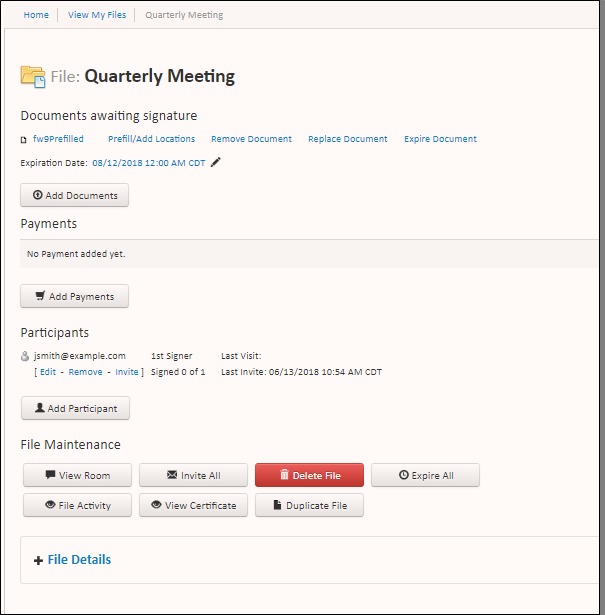 Home View My Files Quarterly Meeting
File: Quarterly Meeting
Documents awaiting signature
fw9Prefilled Prefill/Add Locations Remove Document Replace Document Expire Document
Expiration Date: 08/12/2018 12:00 AM CDT
Add Documents
Payments
No Payment added yet.
Add Payments
Participants
jsmith@example.com 1st Signer Last Visit:
[ Edit - Remove - Invite ] Signed 0 of 1 Last Invite: 06/13/2018 10:54 AM CDT
Add Participant
File Maintenance
View Room Invite All Delete File Expire All
File Activity View Certificate Duplicate File
File Details